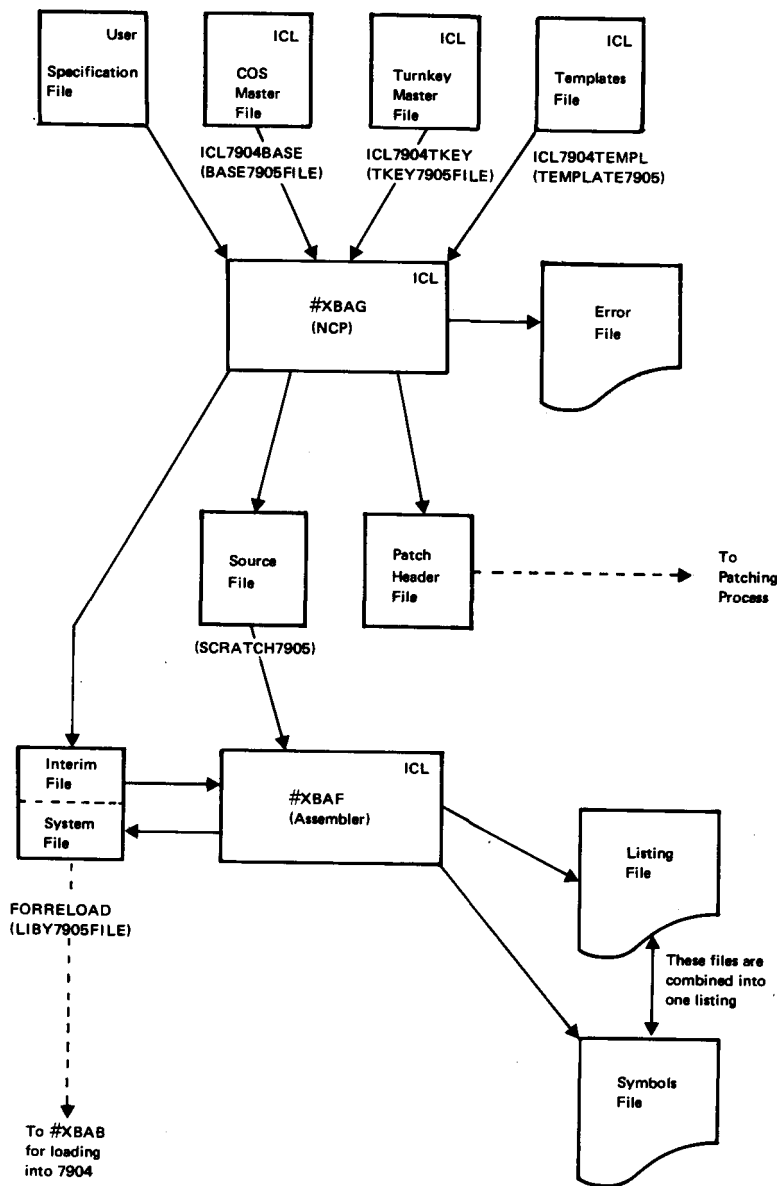 User
Specification
File
ICL
COS
Master
File
ICL
Turnkey
Master
File
ICL
Templates
File
ICL7904BASE
(BASE7905FILE)
ICL7904TKEY
(TKEY7905FILE)
ICL7904TEMPL
(TEMPLATE7905)
ICL
#XBAG
(NCP)
Error
File
Source
File
Patch
Header
File
To
Patching
Process
(SCRATCH7905)
Interim
File
System
File
ICL
#XBAF
(Assembler)
Listing
File
FORRELOAD
(LIBY7905FILE)
These files are
combined into
one listing
Symbols
File
To #XBAB
for loading
into 7904